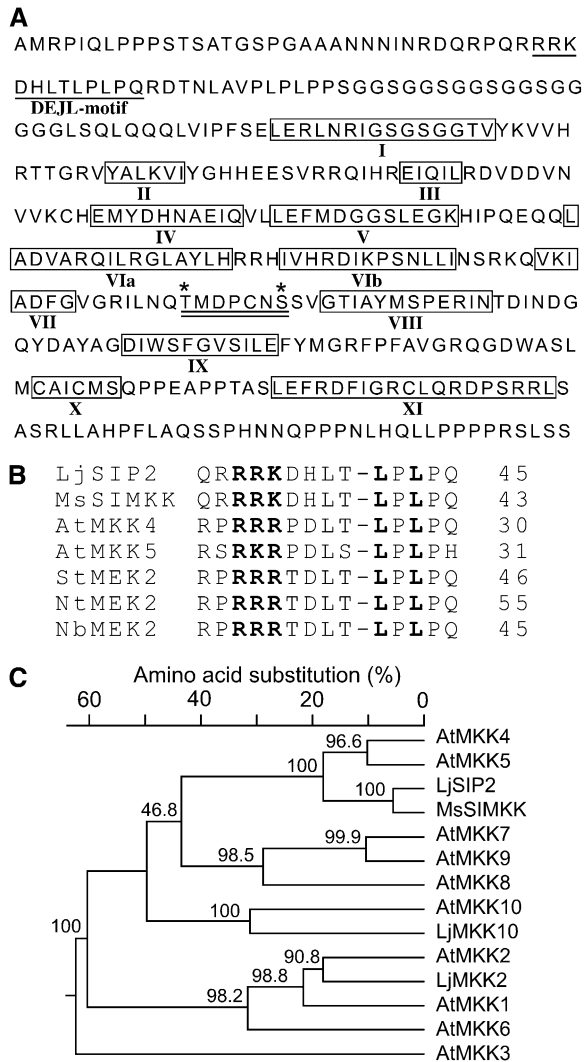 A
AMRPIQLPPPSTSATGSPGAAANNNINRDQRPQRRRK
DHLTLPLPQRDTNLAVPLPLPPSGGSGGSGGSGGSGG
DEJL-motif
GGGLSQLQQQLVIPFSELERLNRIGSGSGGTVYKVVH
I
RTTGRVYALKVIYGHHEESVRRQIHREIQILRDVDDVN
II III
VVKCHEMYDHNAEIQVLLEFMDGGSLEGKHIPQEQQLL
IV V
ADVARQILRGLAYLHRRHIVHRDIKPSNLLINSRKQVKI
VIa VIb
* *
ADFGVGRILNQTMDPCNSSVGTIAYMSPERINTDINDG
VII VIII
QYDAYAGDIWSFGVSILEFYMGRFPFAVGRQGDWASL
IX
MCAICMSQPPEAPPTASLEFRDFIGRCLQRDPSRRLS
X XI
ASRLLAHPFLAQSSPHNNQPPPNLHQLLPPPPRSLSS
B
LjSIP2 QRRRKDHLT-LPLPQ 45
MsSIMKK QRRRKDHLT-LPLPQ 43
AtMKK4 RPRRRPDLT-LPLPQ 30
AtMKK5 RSRKRPDLS-LPLPH 31
StMEK2 RPRRRTDLT-LPLPQ 46
NtMEK2 RPRRRTDLT-LPLPQ 55
NbMEK2 RPRRRTDLT-LPLPQ 45
C
Amino acid substitution (%)
60 40 20 0
AtMKK4
96.6
AtMKK5
100
LjSIP2
100
MsSIMKK
46.8
AtMKK7
99.9
AtMKK9
98.5
AtMKK8
AtMKK10
100
LjMKK10
100
AtMKK2
90.8
LjMKK2
98.8
AtMKK1
98.2
AtMKK6
AtMKK3